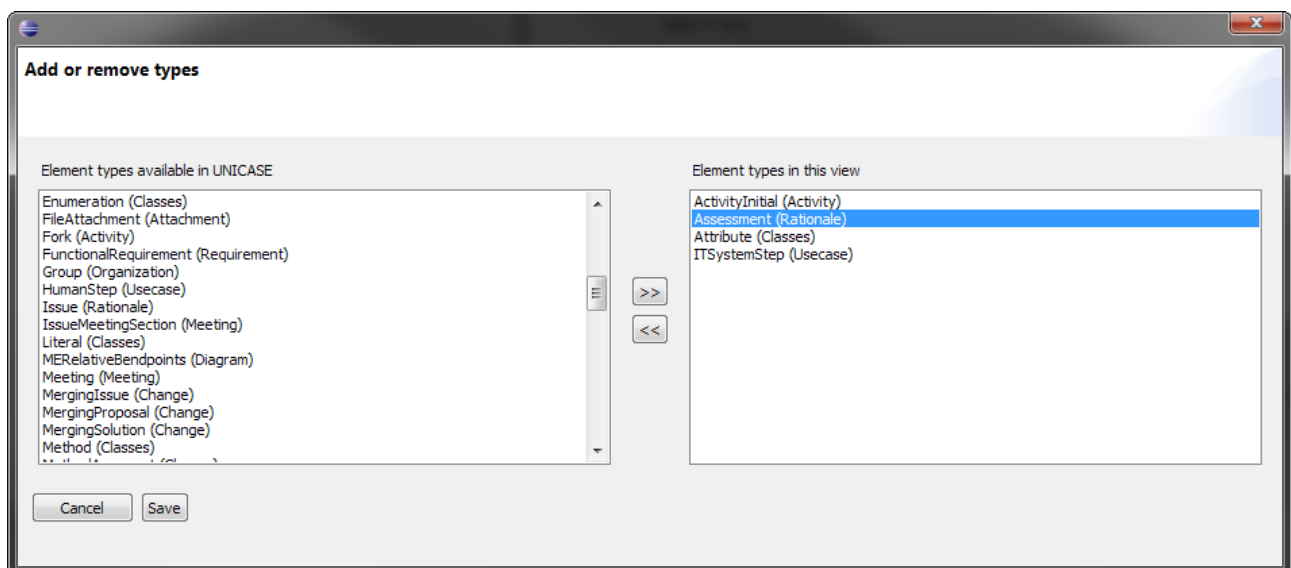 Add or remove types
Element types available in UNICASE
Enumeration (Classes)
FileAttachment (Attachment)
Fork (Activity)
FunctionalRequirement (Requirement)
Group (Organization)
HumanStep (Usecase)
Issue (Rationale)
IssueMeetingSection (Meeting)
Literal (Classes)
MERelativeBendpoints (Diagram)
Meeting (Meeting)
MergingIssue (Change)
MergingProposal (Change)
MergingSolution (Change)
Method (Classes)
>>
<<
Element types in this view
ActivityInitial (Activity)
Assessment (Rationale)
Attribute (Classes)
ITSystemStep (Usecase)
Cancel
Save